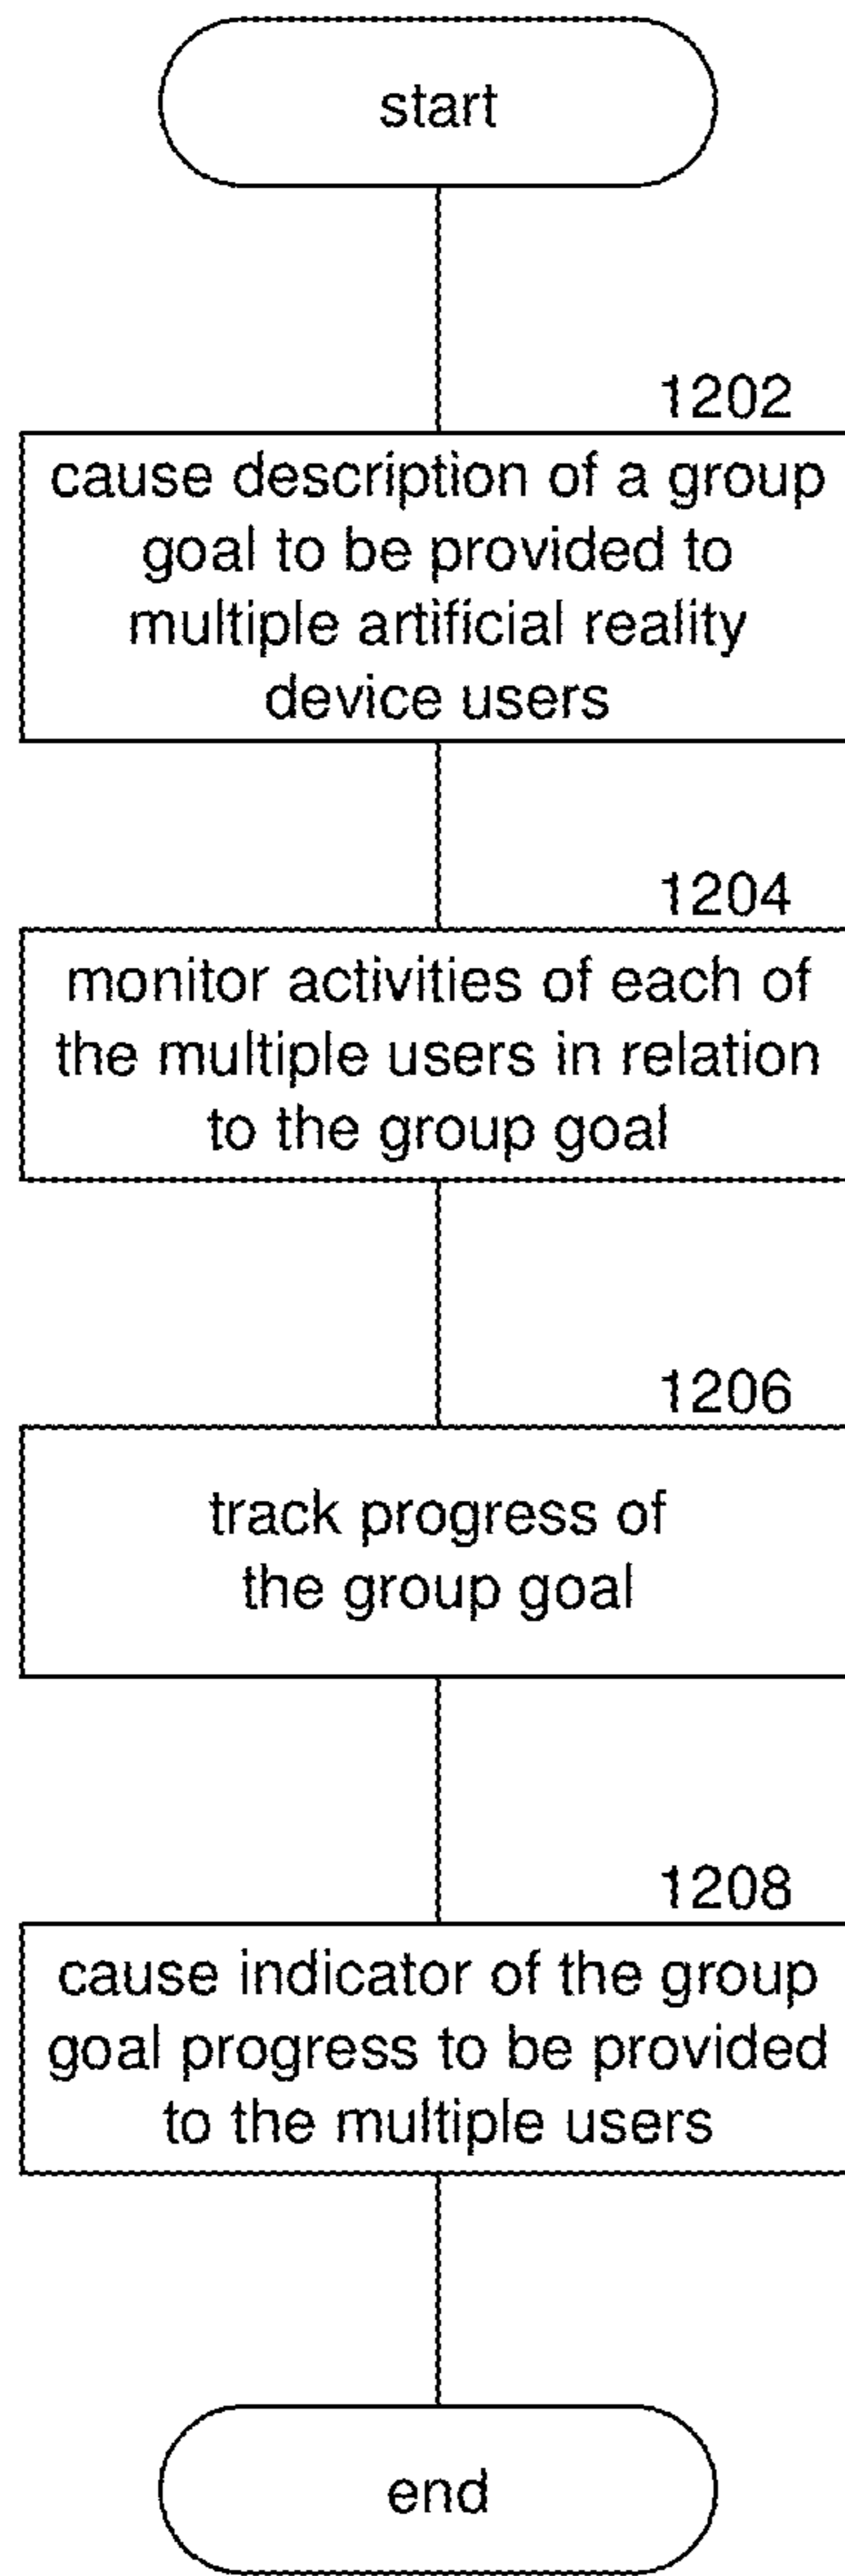 start
1202
cause description of a group
goal to be provided to
multiple artificial reality
device users
1204
monitor activities of each of
the multiple users in relation
to the group goal
1206
track progress of
the group goal
1208
cause indicator of the group
goal progress to be provided
to the multiple users
end